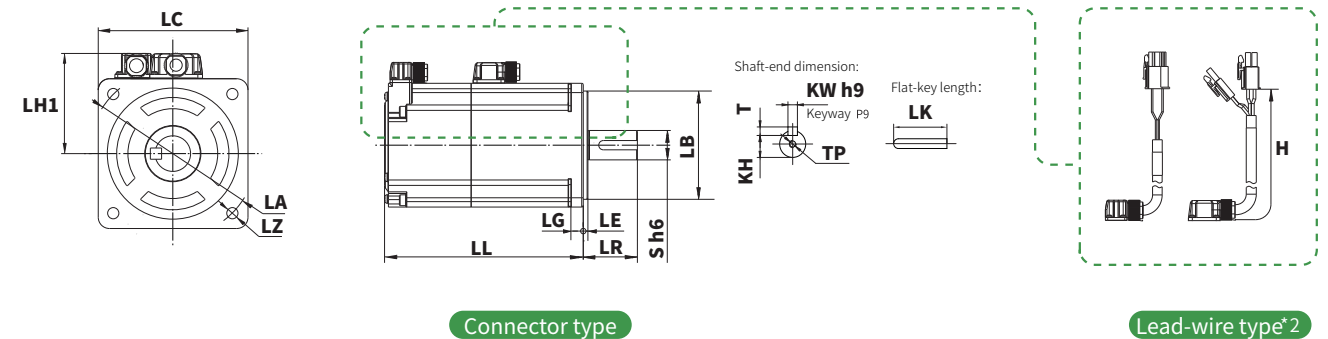 LC
LH1
LA
LZ
LB
LG
LE
LL
LR
S h6
Shaft-end dimension:
KW h9
Keyway P9
T
KH
TP
Flat-key length:
LK
H
Connector type
Lead-wire type*2